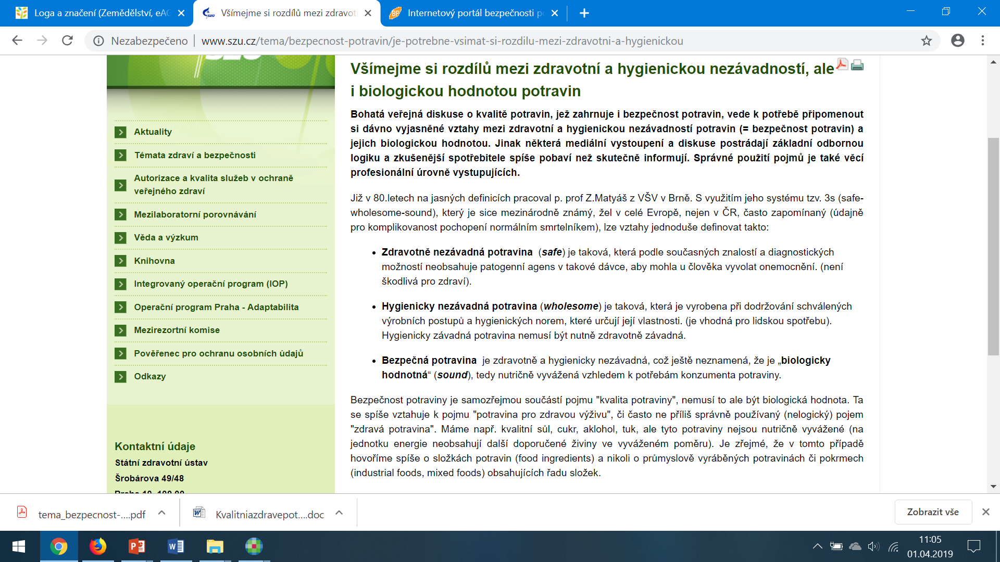 Loga a značení (Zemědělství, eAG
Všímejme si rozdílů mezi zdravot
Internetový portál bezpečnosti p
Nezabezpečeno
www.szu.cz/tema/bezpecnost-potravin/je-potrebne-vsimat-si-rozdilu-mezi-zdravotni-a-hygienickou
Aktuality
Témata zdraví a bezpečnosti
Autorizace a kvalita služeb v ochraně
veřejného zdraví
Mezilaboratorní porovnávání
Věda a výzkum
Knihovna
Integrovaný operační program (IOP)
Operační program Praha - Adaptabilita
Mezirezortní komise
Pověřenec pro ochranu osobních údajů
Odkazy
Kontaktní údaje
Státní zdravotní ústav
Šrobárova 49/48
Praha 10, 100 00
Všímejme si rozdílů mezi zdravotní a hygienickou nezávadností, ale
i biologickou hodnotou potravin
Bohatá veřejná diskuse o kvalitě potravin, jež zahrnuje i bezpečnost potravin, vede k potřebě připomenout
si dávno vyjasněné vztahy mezi zdravotní a hygienickou nezávadností potravin (= bezpečnost potravin) a
jejich biologickou hodnotou. Jinak některá mediální vystoupení a diskuse postrádají základní odbornou
logiku a zkušenější spotřebitele spíše pobaví než skutečně informují. Správné použití pojmů je také věcí
profesionální úrovně vystupujících.
Již v 80.letech na jasných definicích pracoval p. prof Z.Matyáš z VŠV v Brně. S využitím jeho systému tzv. 3s (safe-
wholesome-sound), který je sice mezinárodně známý, žel v celé Evropě, nejen v ČR, často zapomínaný (údajně
pro komplikovanost pochopení normálním smrtelníkem), lze vztahy jednoduše definovat takto:
• Zdravotně nezávadná potravina (safe) je taková, která podle současných znalostí a diagnostických
možností neobsahuje patogenní agens v takové dávce, aby mohla u člověka vyvolat onemocnění. (není
škodlivá pro zdraví).
• Hygienicky nezávadná potravina (wholesome) je taková, která je vyrobena při dodržování schválených
výrobních postupů a hygienických norem, které určují její vlastnosti. (je vhodná pro lidskou spotřebu).
Hygienicky závadná potravina nemusí být nutně zdravotně závadná.
• Bezpečná potravina je zdravotně a hygienicky nezávadná, což ještě neznamená, že je „biologicky
hodnotná“ (sound), tedy nutričně vyvážená vzhledem k potřebám konzumenta potraviny.
Bezpečnost potraviny je samozřejmou součástí pojmu "kvalita potraviny", nemusí to ale být biologická hodnota. Ta
se spíše vztahuje k pojmu "potravina pro zdravou výživu", či často ne příliš správně používaný (nelogický) pojem
"zdravá potravina". Máme např. kvalitní sůl, cukr, aklohol, tuk, ale tyto potraviny nejsou nutričně vyvážené (na
jednotku energie neobsahují další doporučené živiny ve vyváženém poměru). Je zřejmé, že v tomto případě
hovoříme spíše o složkách potravin (food ingredients) a nikoli o průmyslově vyráběných potravinách či pokrmech
(industrial foods, mixed foods) obsahujících řadu složek.
tema_bezpecnost-....pdf
Kvalitniazdravepot....doc
Zobrazit vše
11:05
01.04.2019